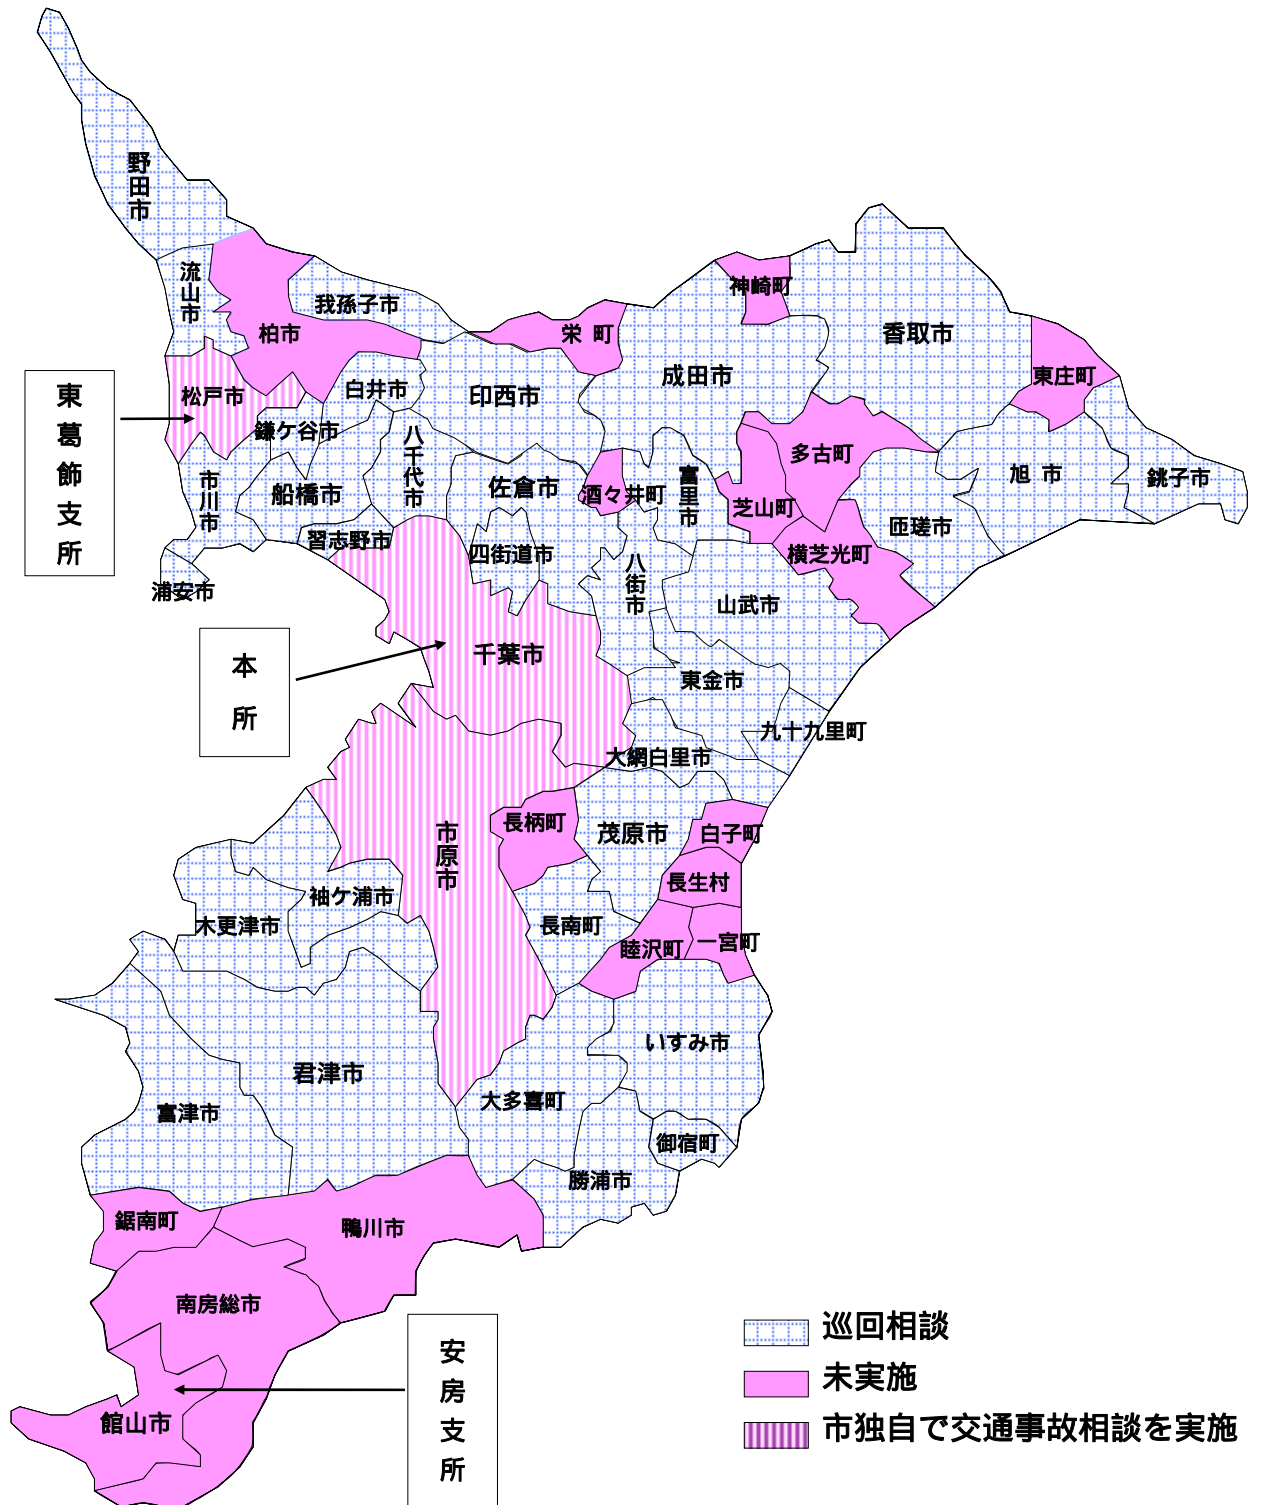 野田市
流山市
柏市
我孫子市
栄 町
神崎町
香取市
成田市
東庄町
松戸市
白井市
印西市
鎌ケ谷市
八千代市
多古町
旭 市
銚子市
市川市
船橋市
佐倉市
酒々井町
富里市
芝山町
匝瑳市
習志野市
四街道市
八街市
横芝光町
浦安市
山武市
千葉市
東金市
九十九里町
大網白里市
市原市
長柄町
茂原市
白子町
長生村
袖ケ浦市
木更津市
長南町
睦沢町
一宮町
いすみ市
君津市
富津市
大多喜町
御宿町
勝浦市
鋸南町
鴨川市
南房総市
館山市
東葛飾支所
本所
安房支所
巡回相談
未実施
市独自で交通事故相談を実施